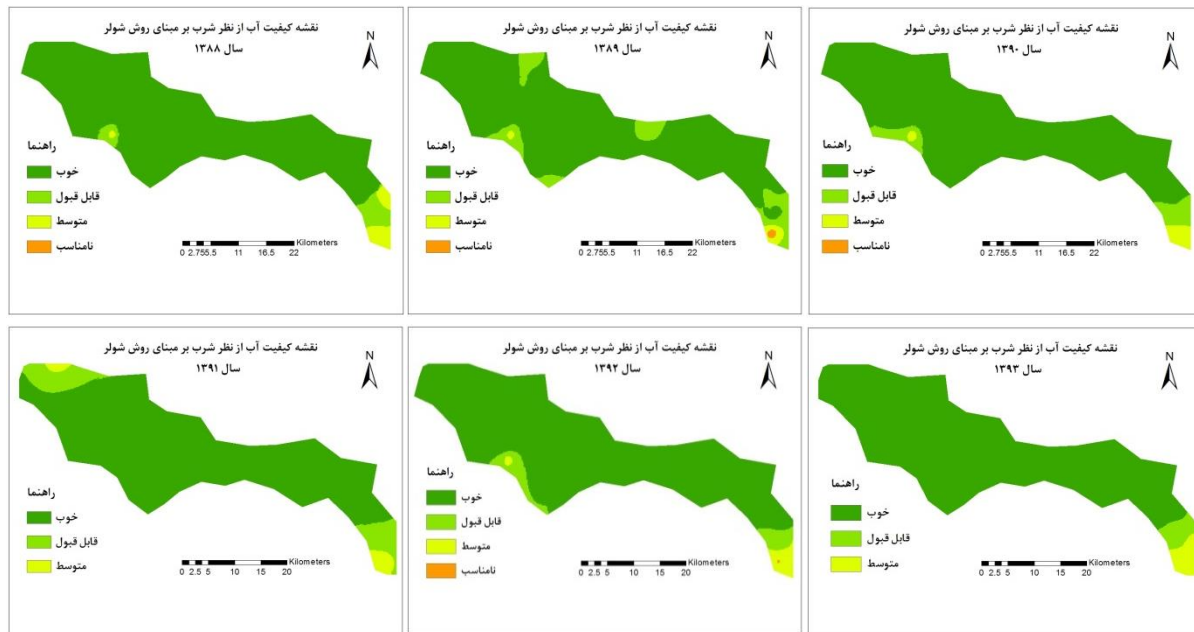 نقشه کیفیت آب از نظر شرب بر مبنای روش شولر
سال ۱۳۸۸
N
راهنما
خوب
قابل قبول
متوسط
نامناسب
Kilometers
0 2.755.5 11 16.5 22
نقشه کیفیت آب از نظر شرب بر مبنای روش شولر
سال ۱۳۸۹
N
راهنما
خوب
قابل قبول
متوسط
نامناسب
Kilometers
0 2.755.5 11 16.5 22
نقشه کیفیت آب از نظر شرب بر مبنای روش شولر
سال ۱۳۹۰
N
راهنما
خوب
قابل قبول
متوسط
نامناسب
Kilometers
0 2.755.5 11 16.5 22
نقشه کیفیت آب از نظر شرب بر مبنای روش شولر
سال ۱۳۹۱
N
راهنما
خوب
قابل قبول
متوسط
Kilometers
0 2.5 5 10 15 20
نقشه کیفیت آب از نظر شرب بر مبنای روش شولر
سال ۱۳۹۲
N
راهنما
خوب
قابل قبول
متوسط
نامناسب
Kilometers
0 2.5 5 10 15 20
نقشه کیفیت آب از نظر شرب بر مبنای روش شولر
سال ۱۳۹۳
N
راهنما
خوب
قابل قبول
متوسط
Kilometers
0 2.5 5 10 15 20